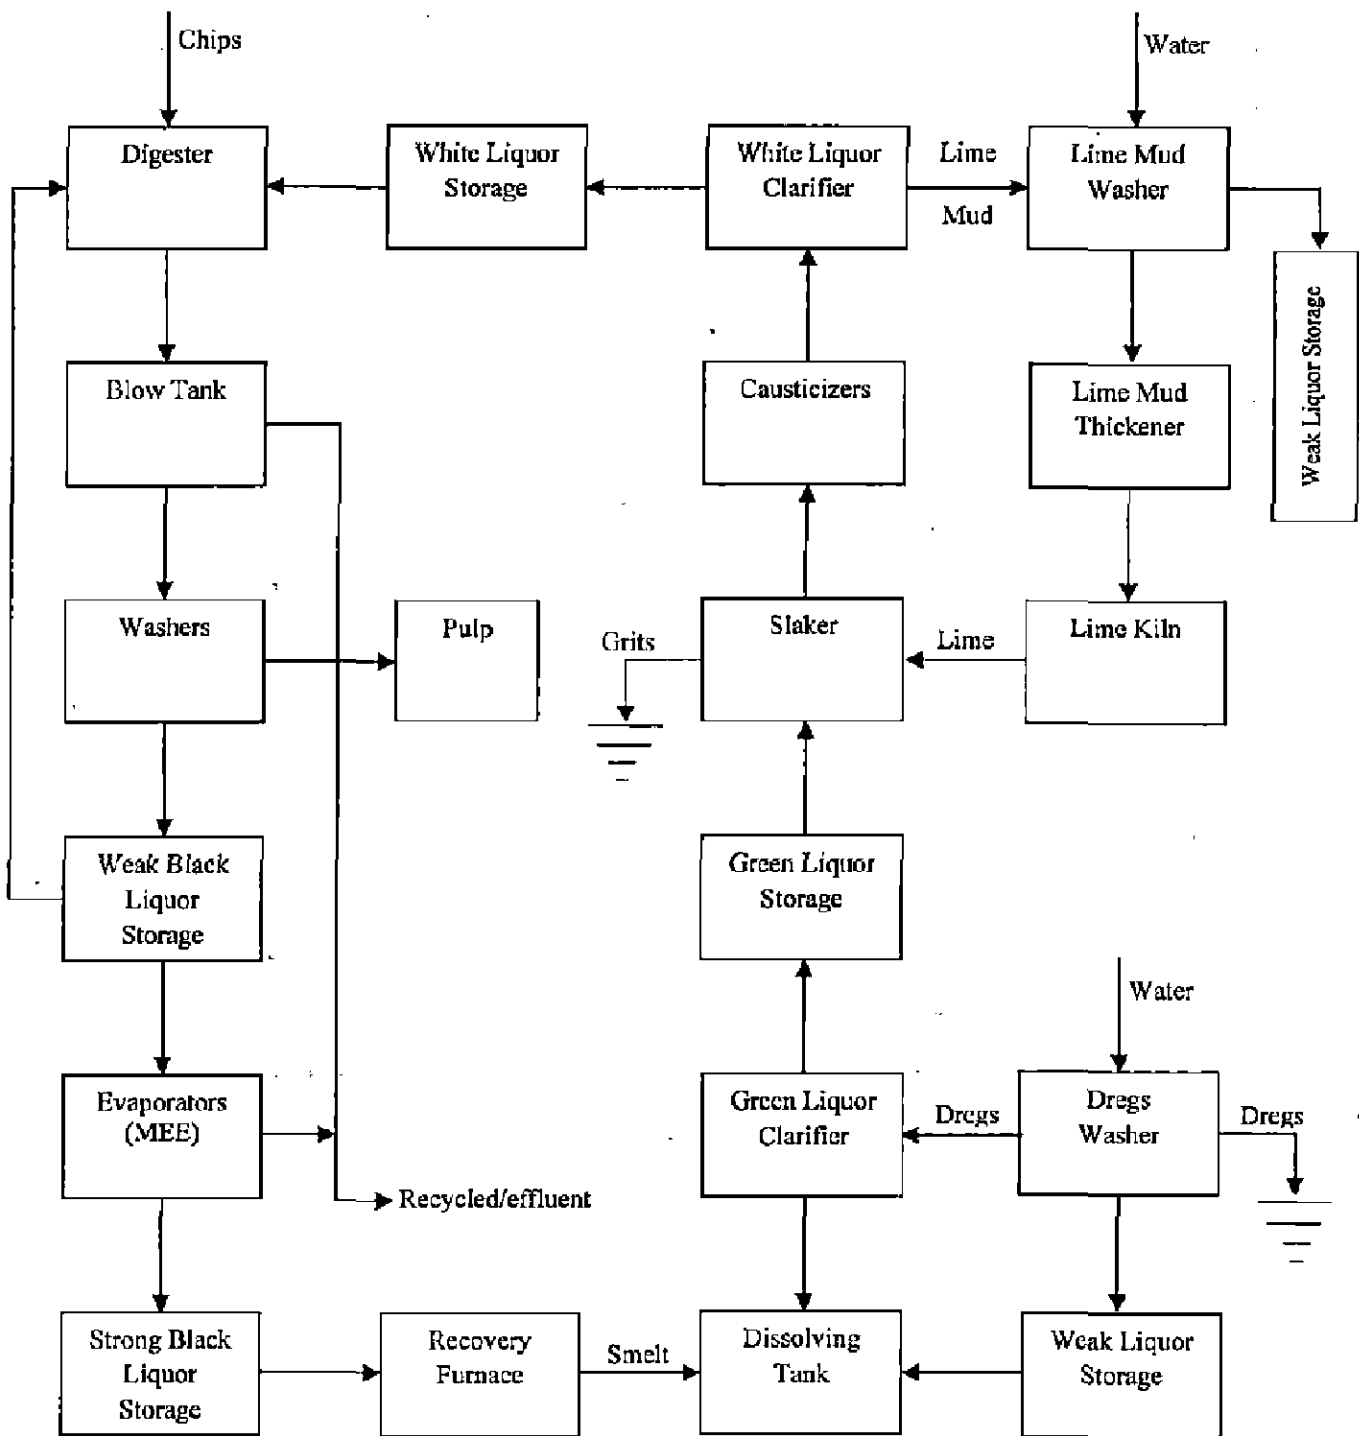 Chips
Water
Digester
White Liquor
Storage
White Liquor
Clarifier
Lime
Mud
Lime Mud
Washer
Weak Liquor Storage
Blow Tank
Causticizers
Lime Mud
Thickener
Washers
Pulp
Grits
Slaker
Lime
Lime Kiln
Weak Black
Liquor
Storage
Green Liquor
Storage
Water
Evaporators
(MEE)
Green Liquor
Clarifier
Dregs
Dregs
Washer
Dregs
Recycled/effluent
Strong Black
Liquor
Storage
Recovery
Furnace
Smelt
Dissolving
Tank
Weak Liquor
Storage